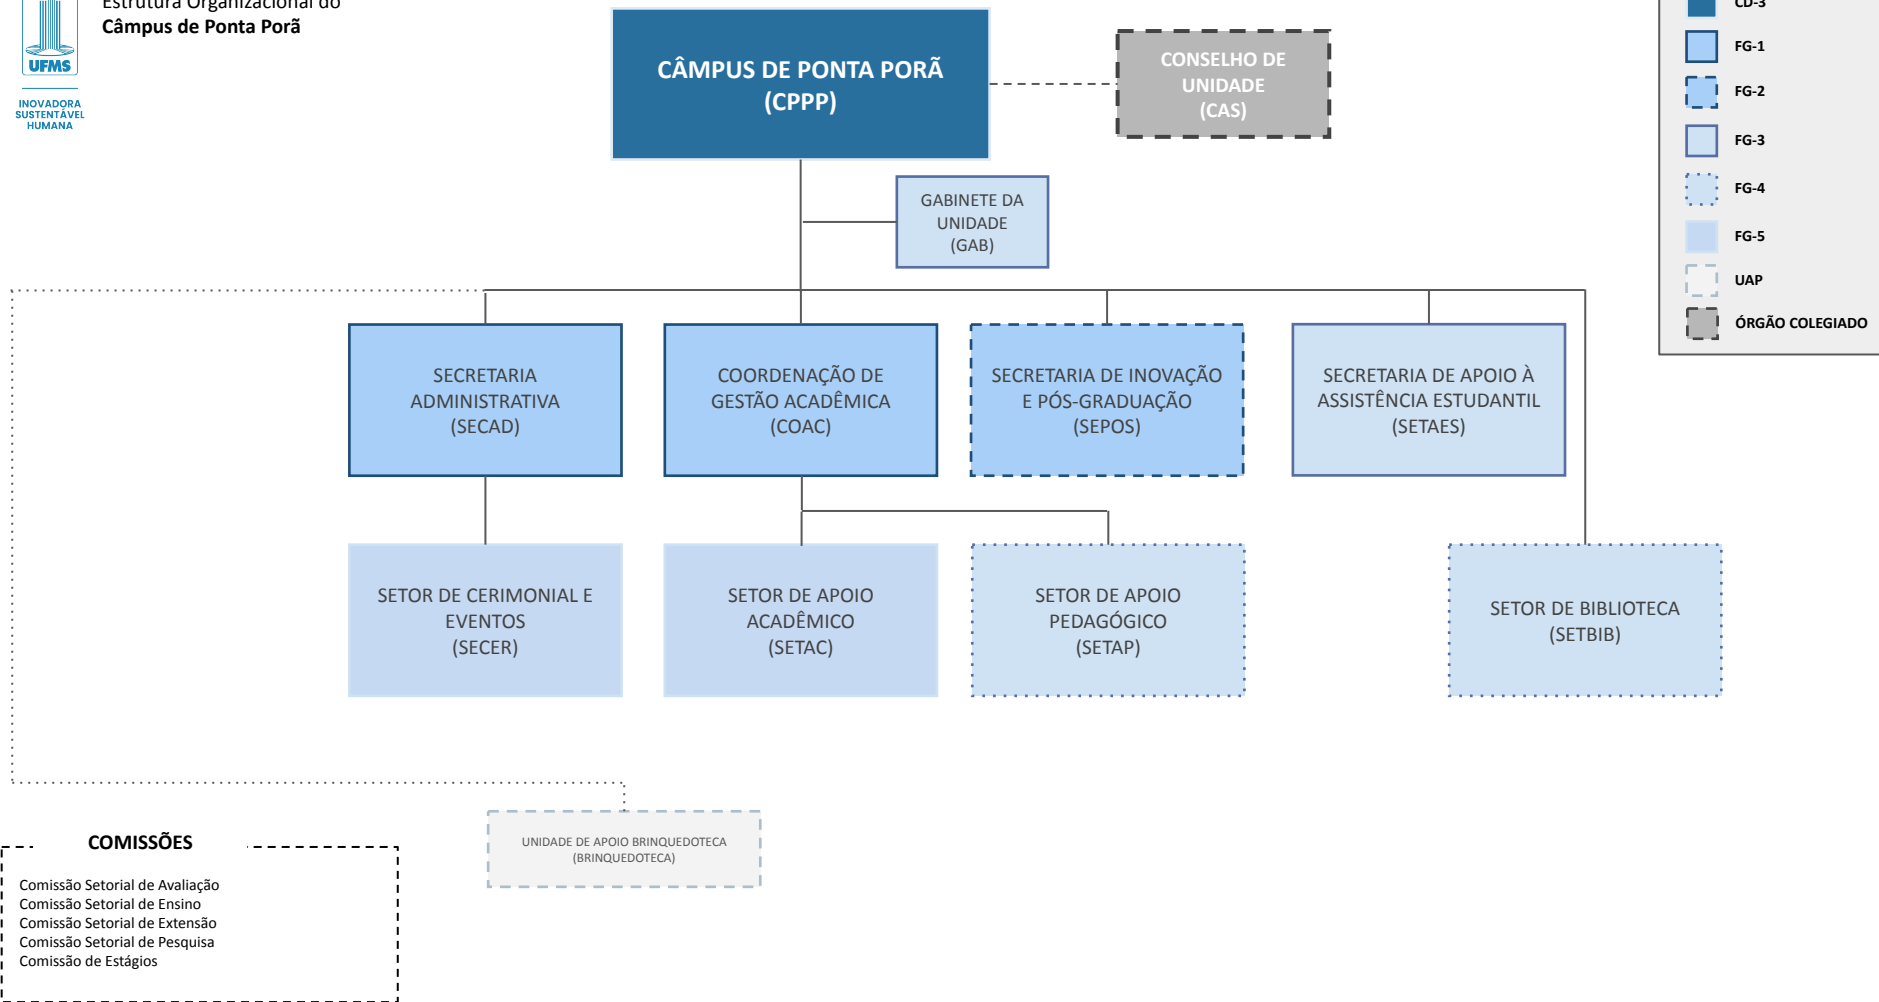 Estrutura Organizacional do
Câmpus de Ponta Porã
UFMS
INOVADORA
SUSTENTÁVEL
HUMANA
CÂMPUS DE PONTA PORÃ
(CPPP)
CONSELHO DE
UNIDADE
(CAS)
CD-3
FG-1
FG-2
FG-3
FG-4
FG-5
UAP
ÓRGÃO COLEGIADO
GABINETE DA
UNIDADE
(GAB)
SECRETARIA
ADMINISTRATIVA
(SECAD)
COORDENAÇÃO DE
GESTÃO ACADÊMICA
(COAC)
SECRETARIA DE INOVAÇÃO
E PÓS-GRADUAÇÃO
(SEPOS)
SECRETARIA DE APOIO À
ASSISTÊNCIA ESTUDANTIL
(SETAES)
SETOR DE CERIMONIAL E
EVENTOS
(SECER)
SETOR DE APOIO
ACADÊMICO
(SETAC)
SETOR DE APOIO
PEDAGÓGICO
(SETAP)
SETOR DE BIBLIOTECA
(SETBIB)
UNIDADE DE APOIO BRINQUEDOTECA
(BRINQUEDOTECA)
COMISSÕES
Comissão Setorial de Avaliação
Comissão Setorial de Ensino
Comissão Setorial de Extensão
Comissão Setorial de Pesquisa
Comissão de Estágios